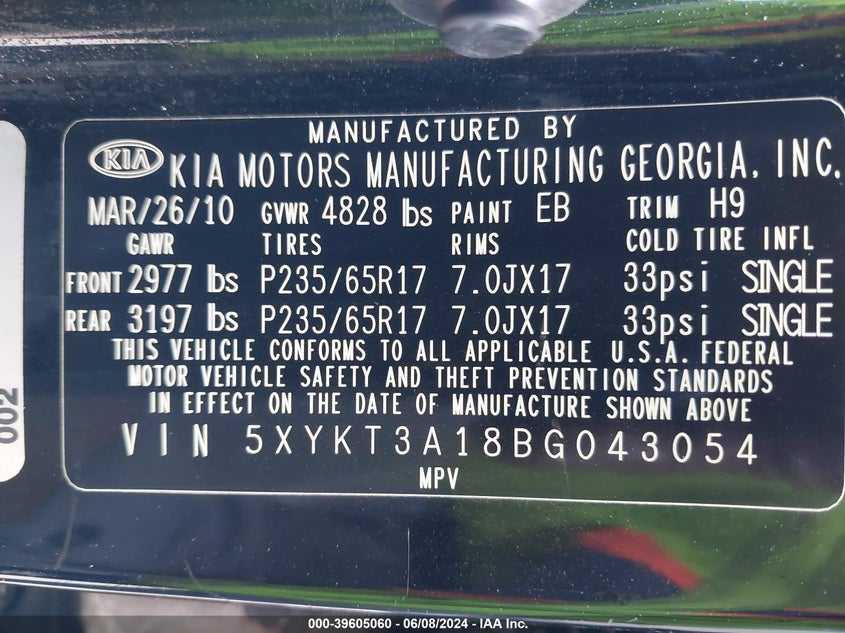 MANUFACTURED BY
KIA KIA MOTORS MANUFACTURING GEORGIA, INC.
MAR/26/10 GVWR 4828 lbs PAINT EB TRIM H9
GAWR TIRES RIMS COLD TIRE INFL
FRONT 2977 lbs P235/65R17 7.0JX17 33psi SINGLE
REAR 3197 lbs P235/65R17 7.0JX17 33psi SINGLE
THIS VEHICLE CONFORMS TO ALL APPLICABLE U.S.A. FEDERAL
MOTOR VEHICLE SAFETY AND THEFT PREVENTION STANDARDS
IN EFFECT ON THE DATE OF MANUFACTURE SHOWN ABOVE
VIN 5XYKT3A18BG043054
MPV
002
000-39605060 - 06/08/2024 - IAA Inc.